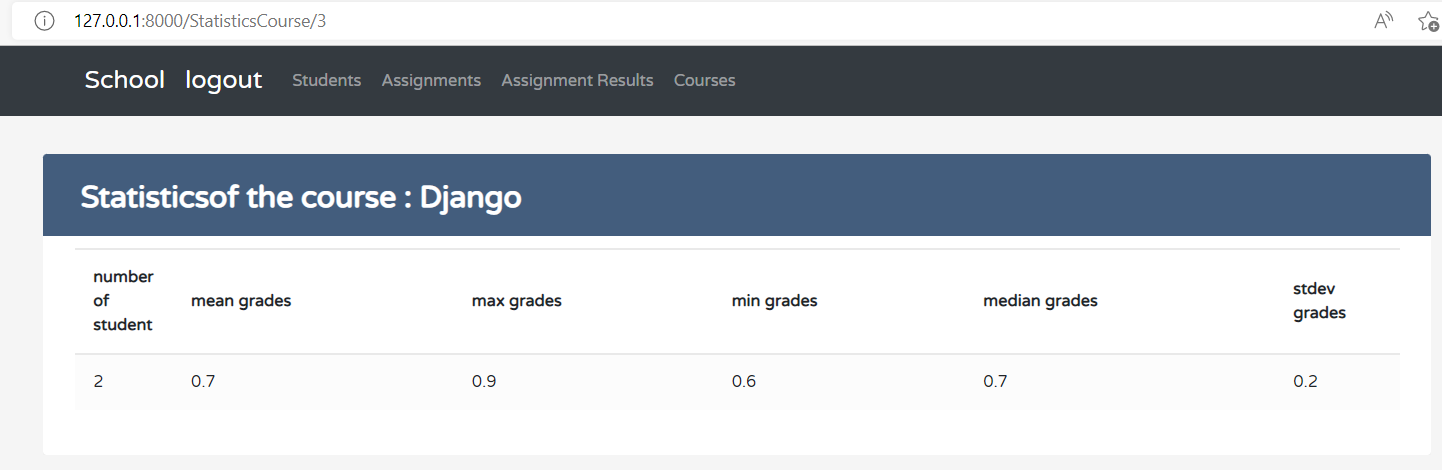 127.0.0.1:8000/StatisticsCourse/3
School logout Students Assignments Assignment Results Courses
Statisticsof the course : Django
number of student mean grades max grades min grades median grades stdev grades
2 0.7 0.9 0.6 0.7 0.2